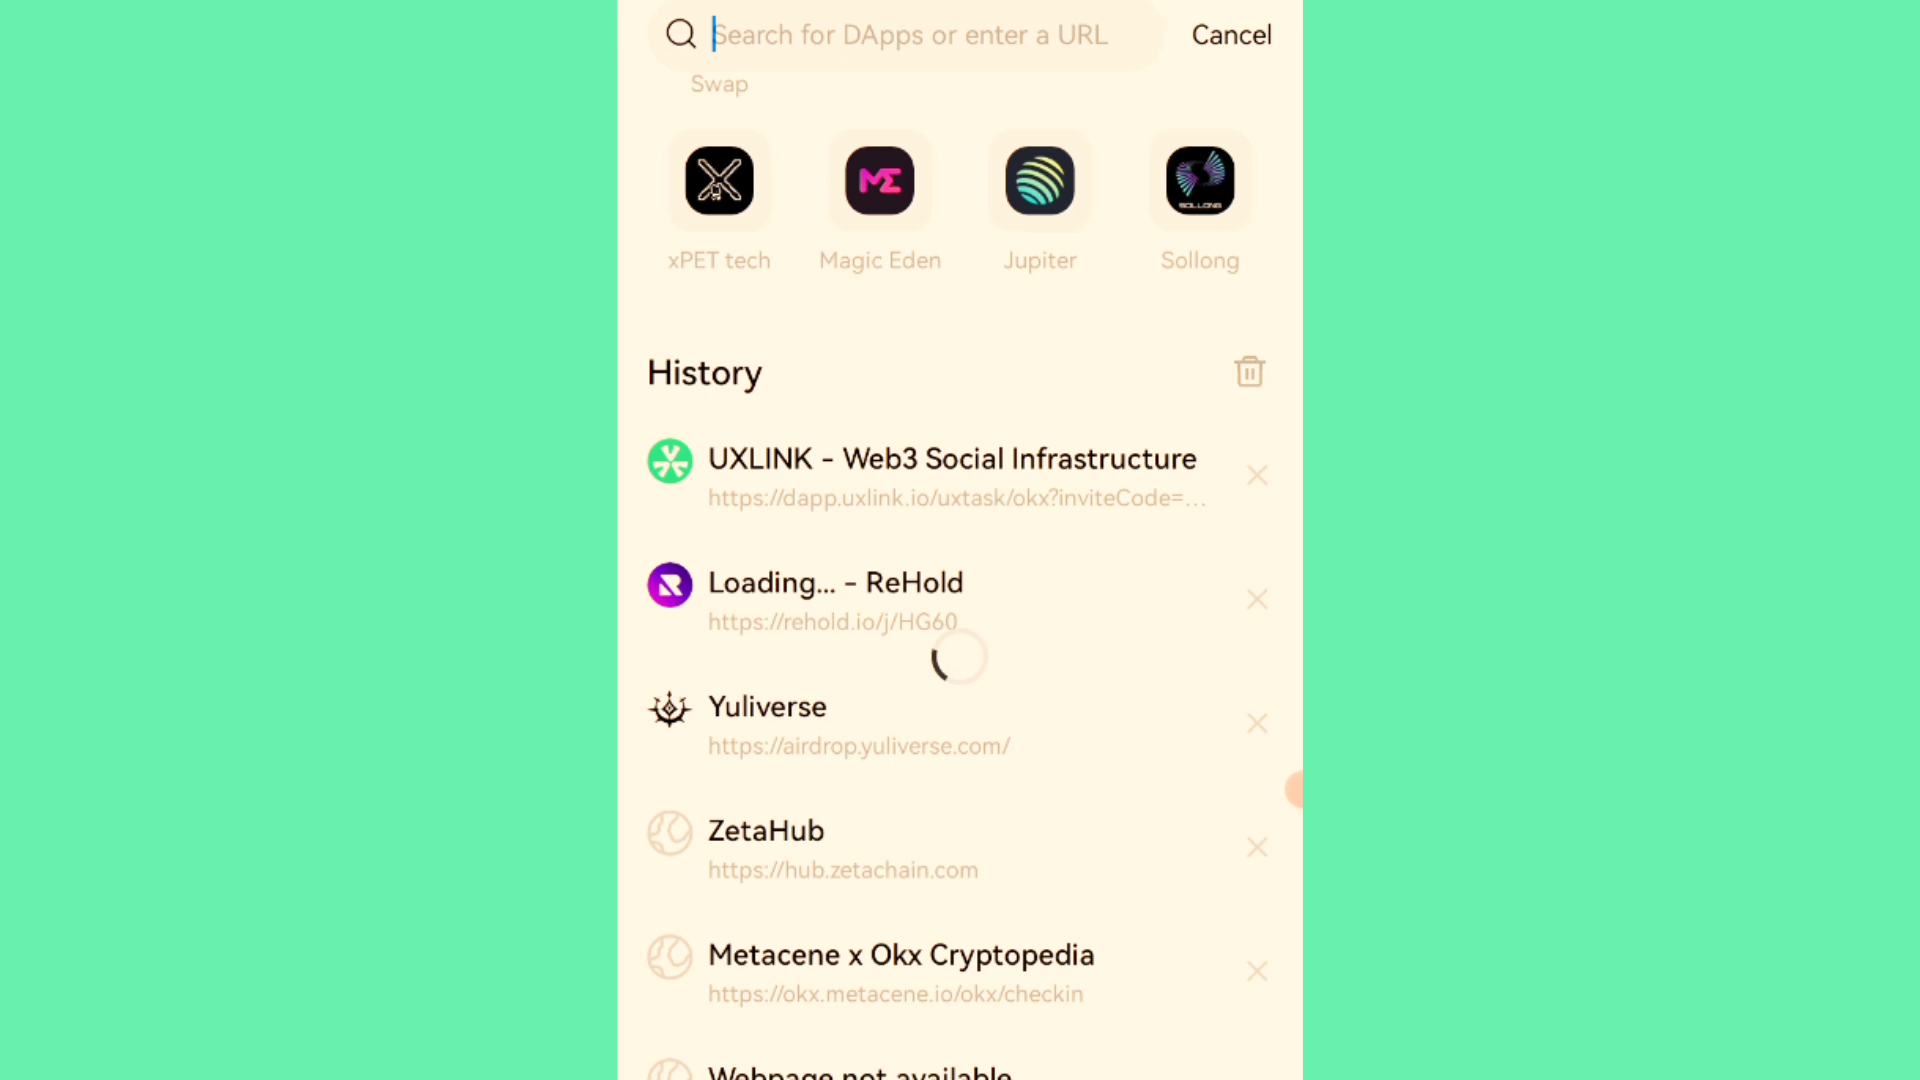 Search for DApps or enter a URL
Cancel
Swap
xPET tech
Magic Eden
Jupiter
Sollong
History
UXLINK - Web3 Social Infrastructure
https://dapp.uxlink.io/uxtask/okx?inviteCode=...
Loading... - ReHold
https://rehold.io/j/HG60
Yuliverse
https://airdrop.yuliverse.com/
ZetaHub
https://hub.zetachain.com
Metacene x Okx Cryptopedia
https://okx.metacene.io/okx/checkin
Webpage not available